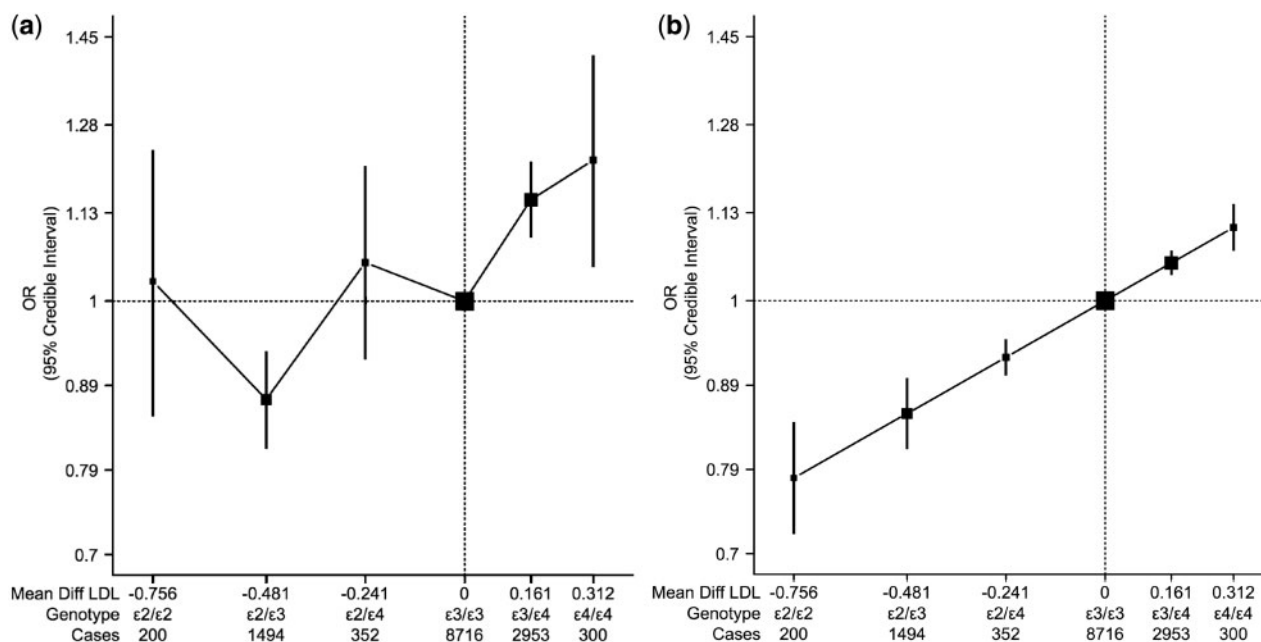 (a)
OR
(95% Credible Interval)
1.45
1.28
1.13
1
0.89
0.79
0.7
Mean Diff LDL -0.756 -0.481 -0.241 0 0.161 0.312
Genotype ε2/ε2 ε2/ε3 ε2/ε4 ε3/ε3 ε3/ε4 ε4/ε4
Cases 200 1494 352 8716 2953 300
(b)
OR
(95% Credible Interval)
1.45
1.28
1.13
1
0.89
0.79
0.7
Mean Diff LDL -0.756 -0.481 -0.241 0 0.161 0.312
Genotype ε2/ε2 ε2/ε3 ε2/ε4 ε3/ε3 ε3/ε4 ε4/ε4
Cases 200 1494 352 8716 2953 300